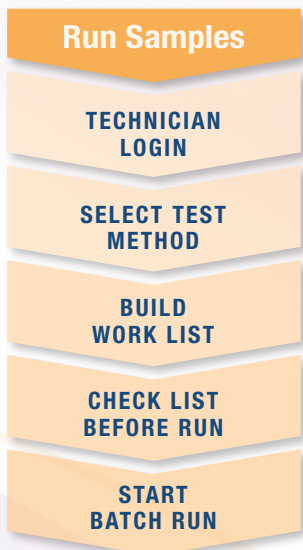 Run Samples
TECHNICIAN
LOGIN
SELECT TEST
METHOD
BUILD
WORK LIST
CHECK LIST
BEFORE RUN
START
BATCH RUN